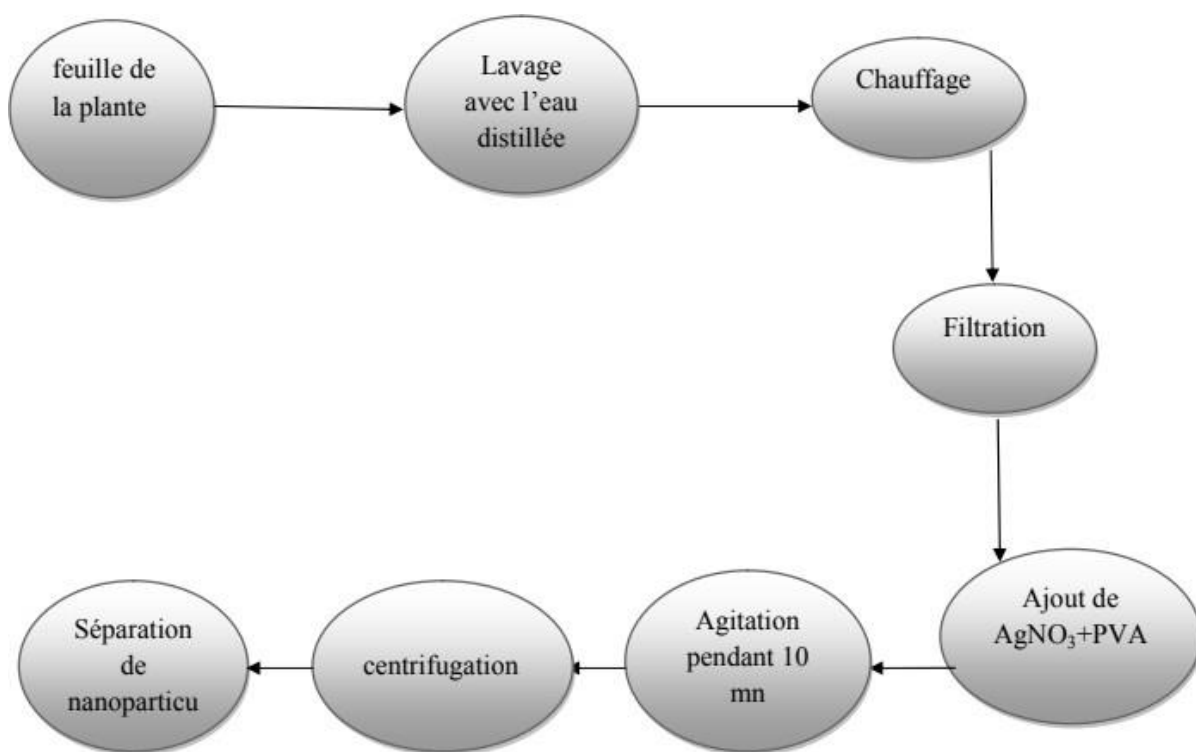 feuille de
la plante
Lavage
avec l’eau
distillée
Chauffage
Filtration
Ajout de
AgNO₃+PVA
Agitation
pendant 10
mn
centrifugation
Séparation
de
nanoparticu